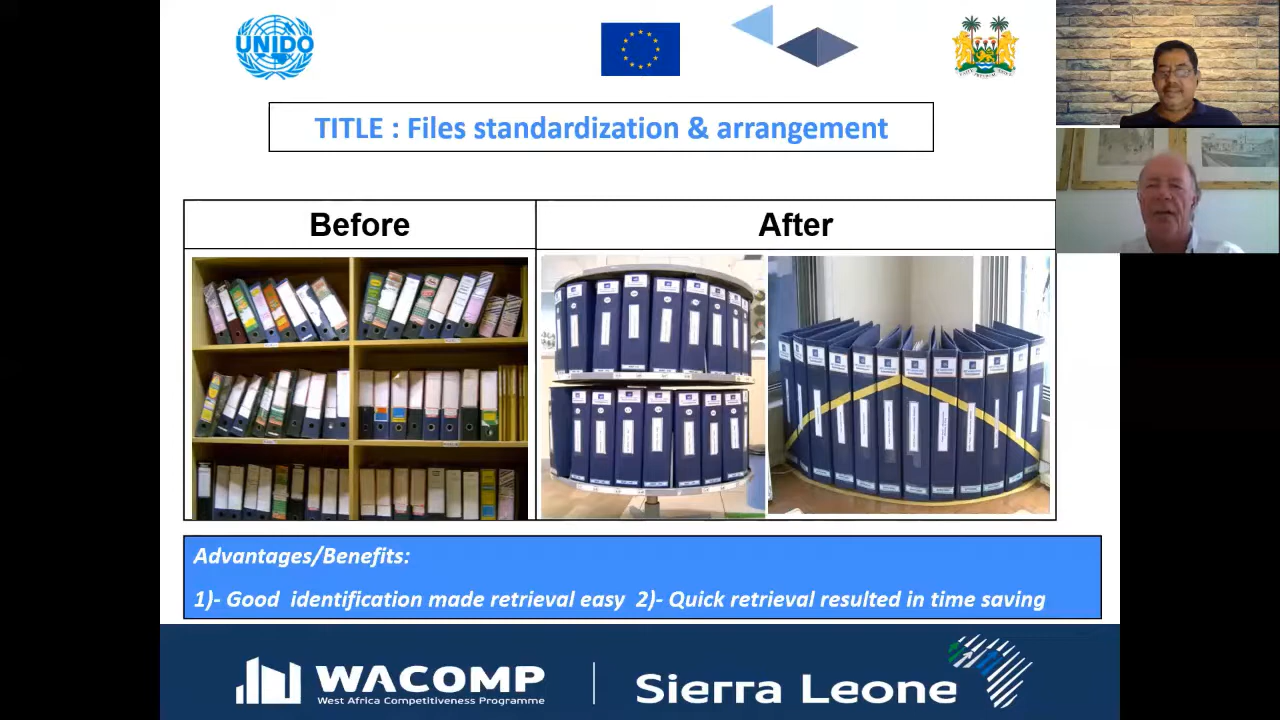 UNIDO
TITLE : Files standardization & arrangement
Before
After
Advantages/Benefits:
1)- Good identification made retrieval easy 2)- Quick retrieval resulted in time saving
WACOMP
West Africa Competitiveness Programme
Sierra Leone